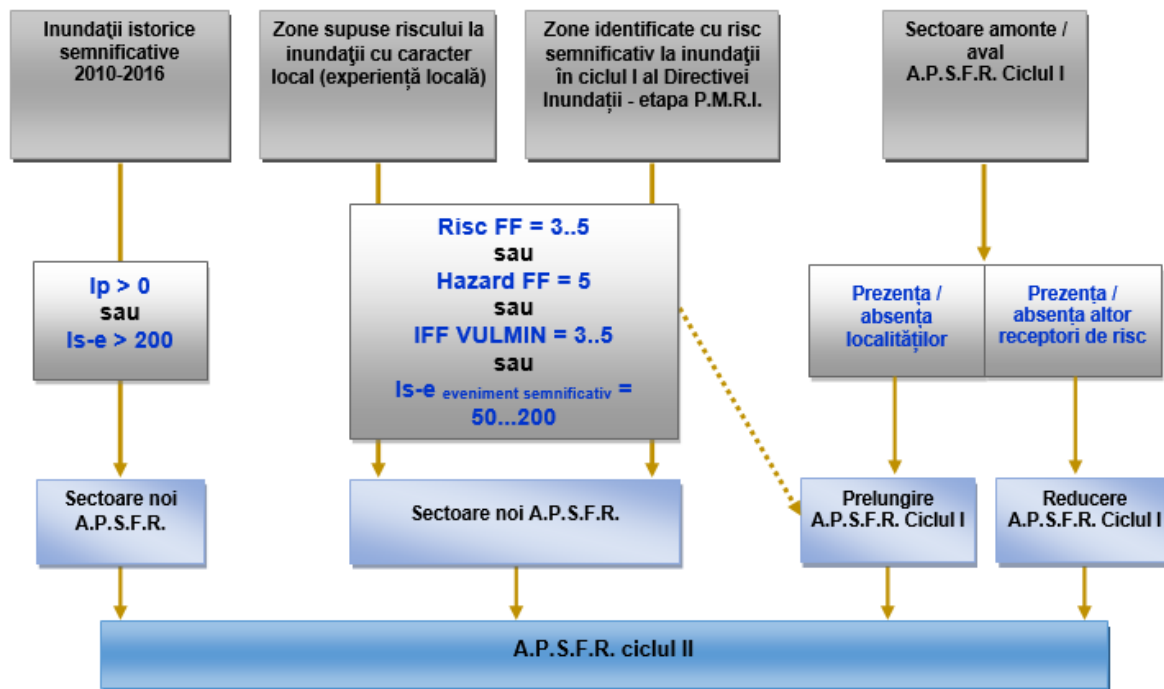 Inundaţii istorice
semnificative
2010-2016
Zone supuse riscului la
inundaţii cu caracter
local (experiență locală)
Zone identificate cu risc
semnificativ la inundaţii
în ciclul I al Directivei
Inundații - etapa P.M.R.I.
Sectoare amonte /
aval
A.P.S.F.R. Ciclul I
Ip > 0
sau
Is-e > 200
Risc FF = 3..5
sau
Hazard FF = 5
sau
IFF VULMIN = 3..5
sau
Is-e eveniment semnificativ =
50...200
Prezența /
absența
localităților
Prezența /
absența altor
receptori de risc
Sectoare noi
A.P.S.F.R.
Sectoare noi A.P.S.F.R.
Prelungire
A.P.S.F.R. Ciclul I
Reducere
A.P.S.F.R. Ciclul I
A.P.S.F.R. ciclul II